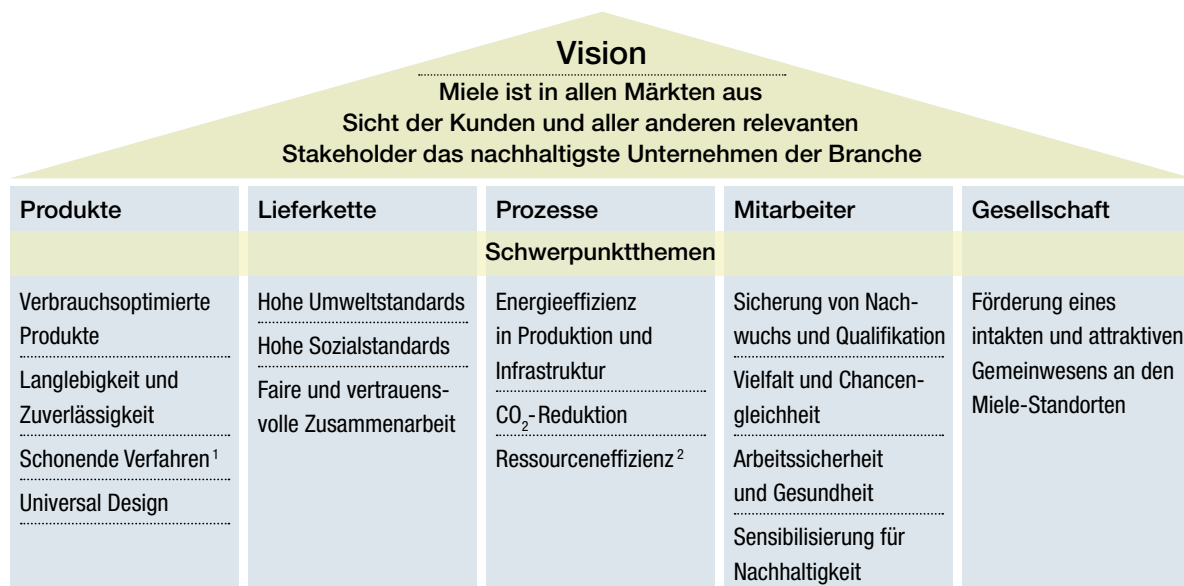 Vision
Miele ist in allen Märkten aus
Sicht der Kunden und aller anderen relevanten
Stakeholder das nachhaltigste Unternehmen der Branche
Produkte
Lieferkette
Prozesse
Mitarbeiter
Gesellschaft
Schwerpunktthemen
Verbrauchsoptimierte
Produkte
Langlebigkeit und
Zuverlässigkeit
Schonende Verfahren¹
Universal Design
Hohe Umweltstandards
Hohe Sozialstandards
Faire und vertrauens-
volle Zusammenarbeit
Energieeffizienz
in Produktion und
Infrastruktur
CO₂-Reduktion
Ressourceneffizienz²
Sicherung von Nach-
wuchs und Qualifikation
Vielfalt und Chancen-
gleichheit
Arbeitssicherheit
und Gesundheit
Sensibilisierung für
Nachhaltigkeit
Förderung eines
intakten und attraktiven
Gemeinwesens an den
Miele-Standorten